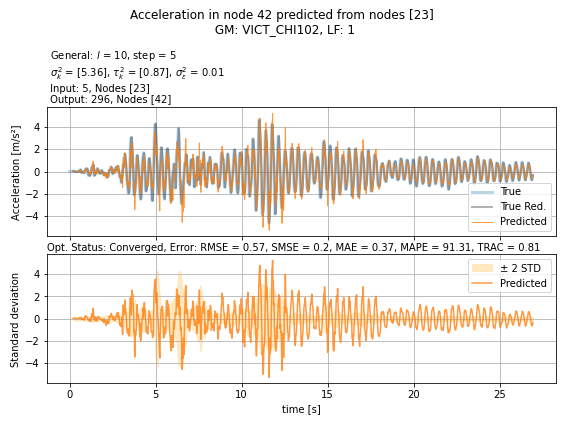 Acceleration in node 42 predicted from nodes [23]
GM: VICT_CHI102, LF: 1
General: l = 10, step = 5
σ²ₖ = [5.36], τ²ₖ = [0.87], σ²ε = 0.01
Input: 5, Nodes [23]
Output: 296, Nodes [42]
Acceleration [m/s²]
4
2
0
−2
−4
True
True Red.
Predicted
Opt. Status: Converged, Error: RMSE = 0.57, SMSE = 0.2, MAE = 0.37, MAPE = 91.31, TRAC = 0.81
Standard deviation
4
2
0
−2
−4
± 2 STD
Predicted
0 5 10 15 20 25
time [s]